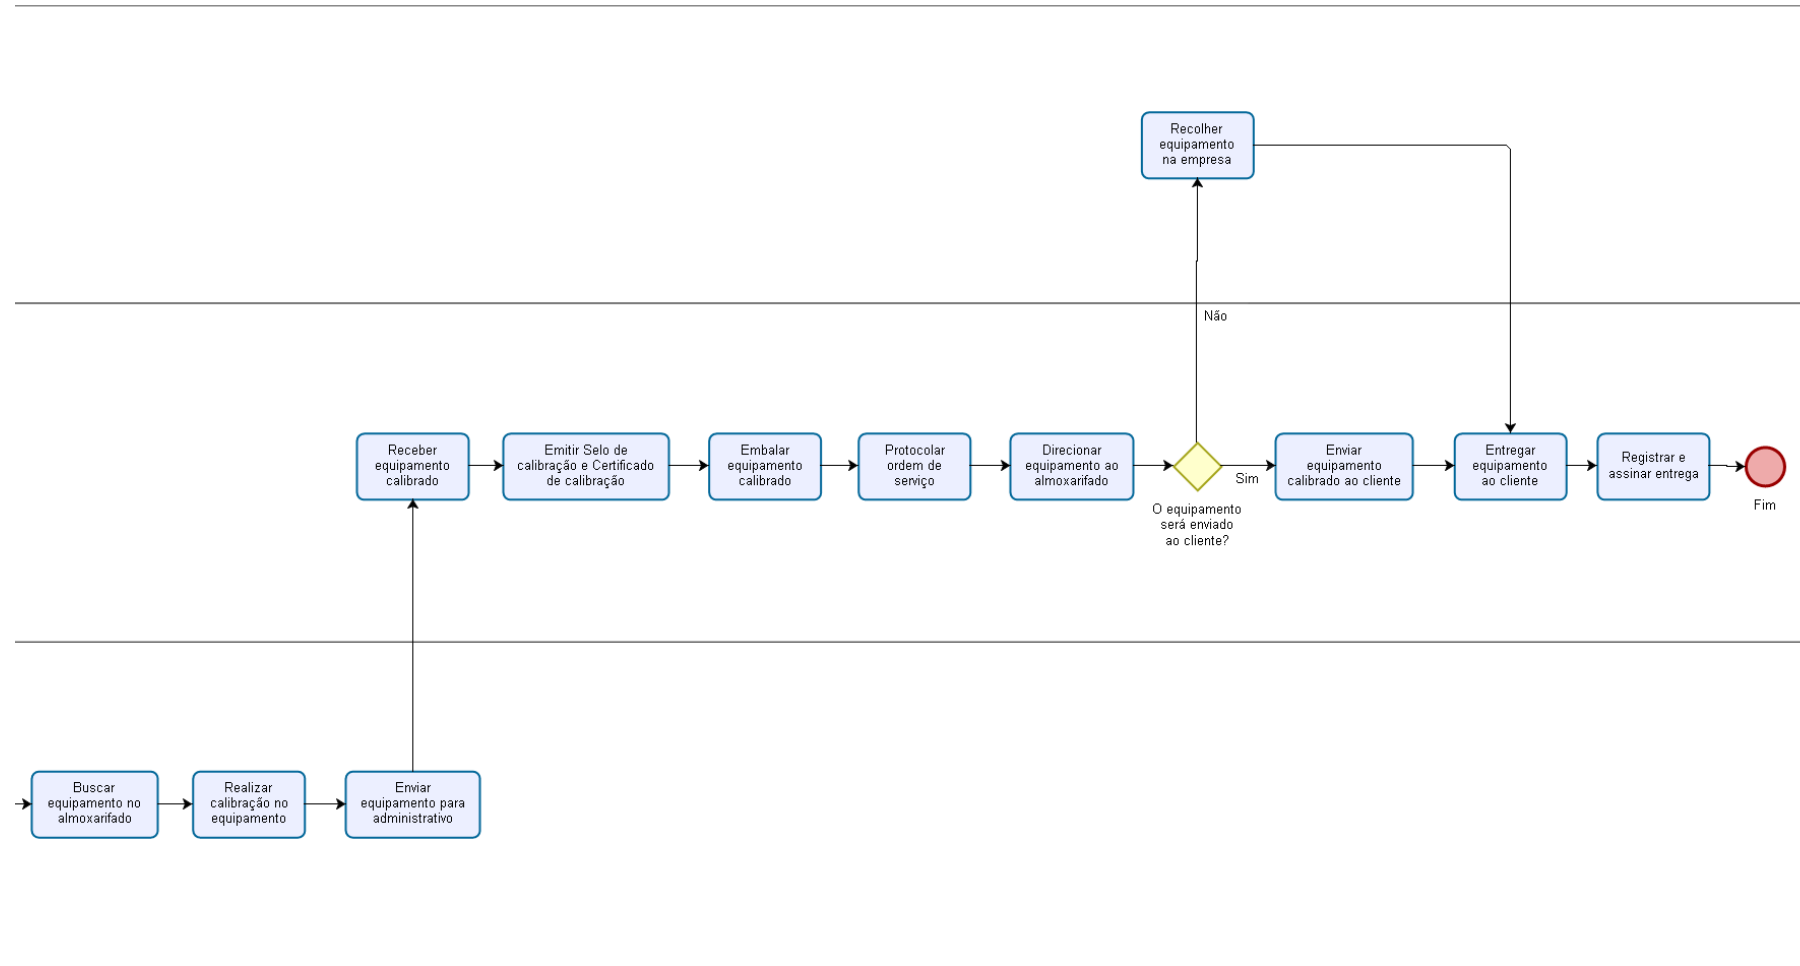 Recolher
equipamento
na empresa
Não
Receber
equipamento
calibrado
Emitir Selo de
calibração e Certificado
de calibração
Embalar
equipamento
calibrado
Protocolar
ordem de
serviço
Direcionar
equipamento ao
almoxarifado
O equipamento
será enviado
ao cliente?
Sim
Enviar
equipamento
calibrado ao cliente
Entregar
equipamento
ao cliente
Registrar e
assinar entrega
Fim
Buscar
equipamento no
almoxarifado
Realizar
calibração no
equipamento
Enviar
equipamento para
administrativo